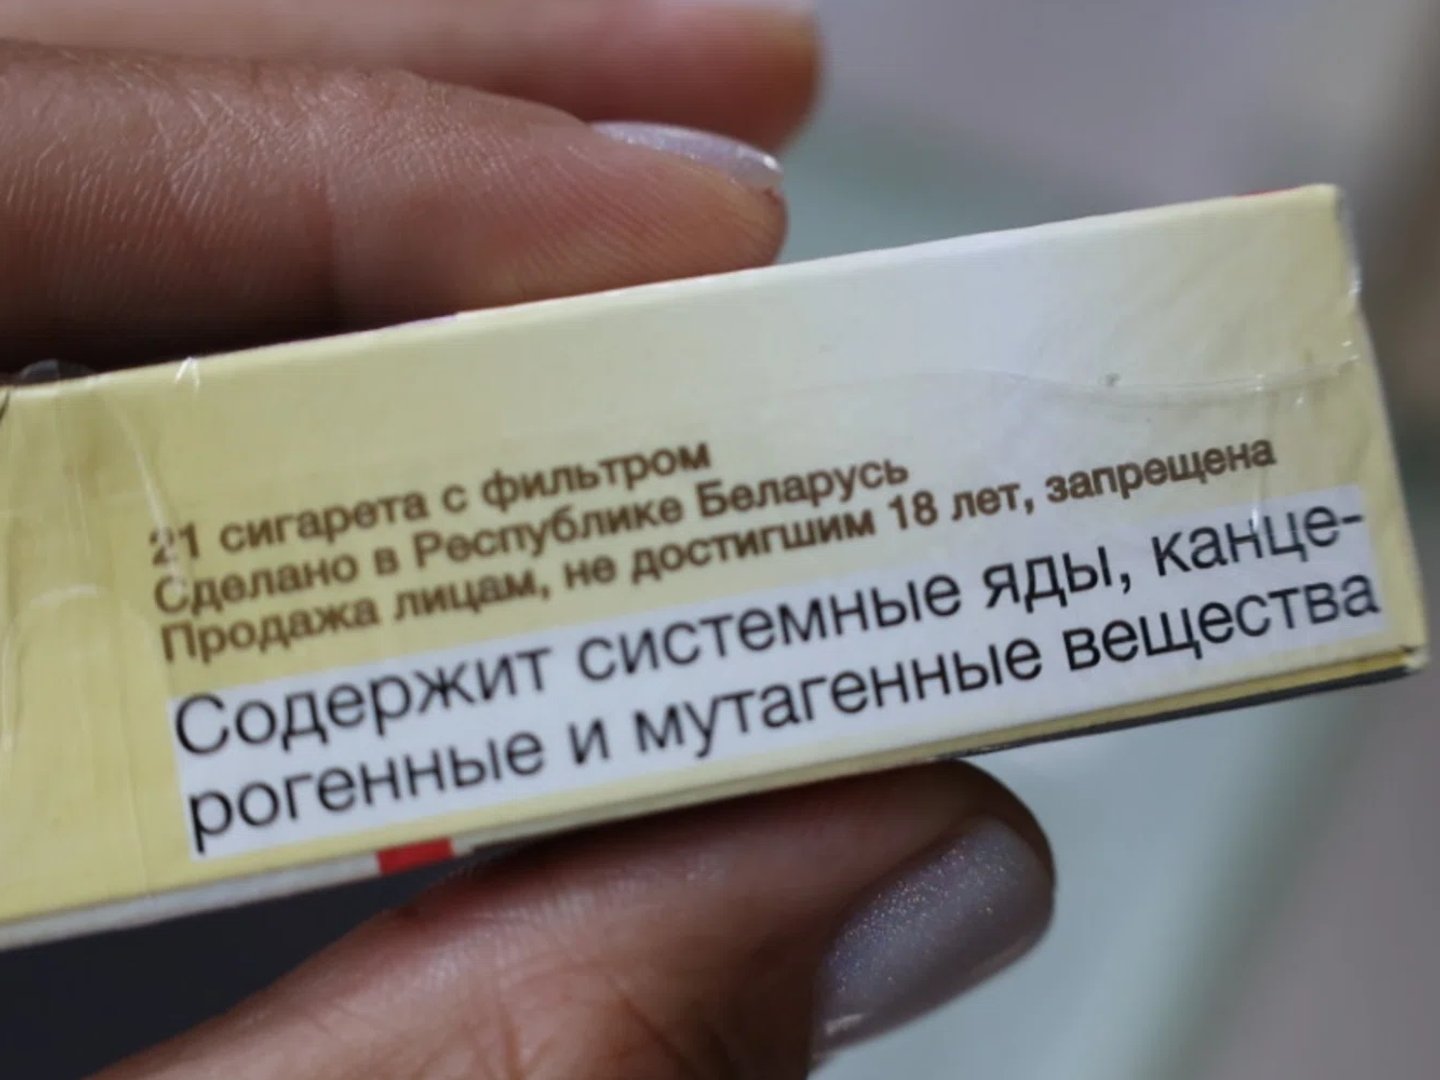 21 сигарета с фильтром
Сделано в Республике Беларусь
Продажа лицам, не достигшим 18 лет, запрещена
Содержит системные яды, канце-
рогенные и мутагенные вещества